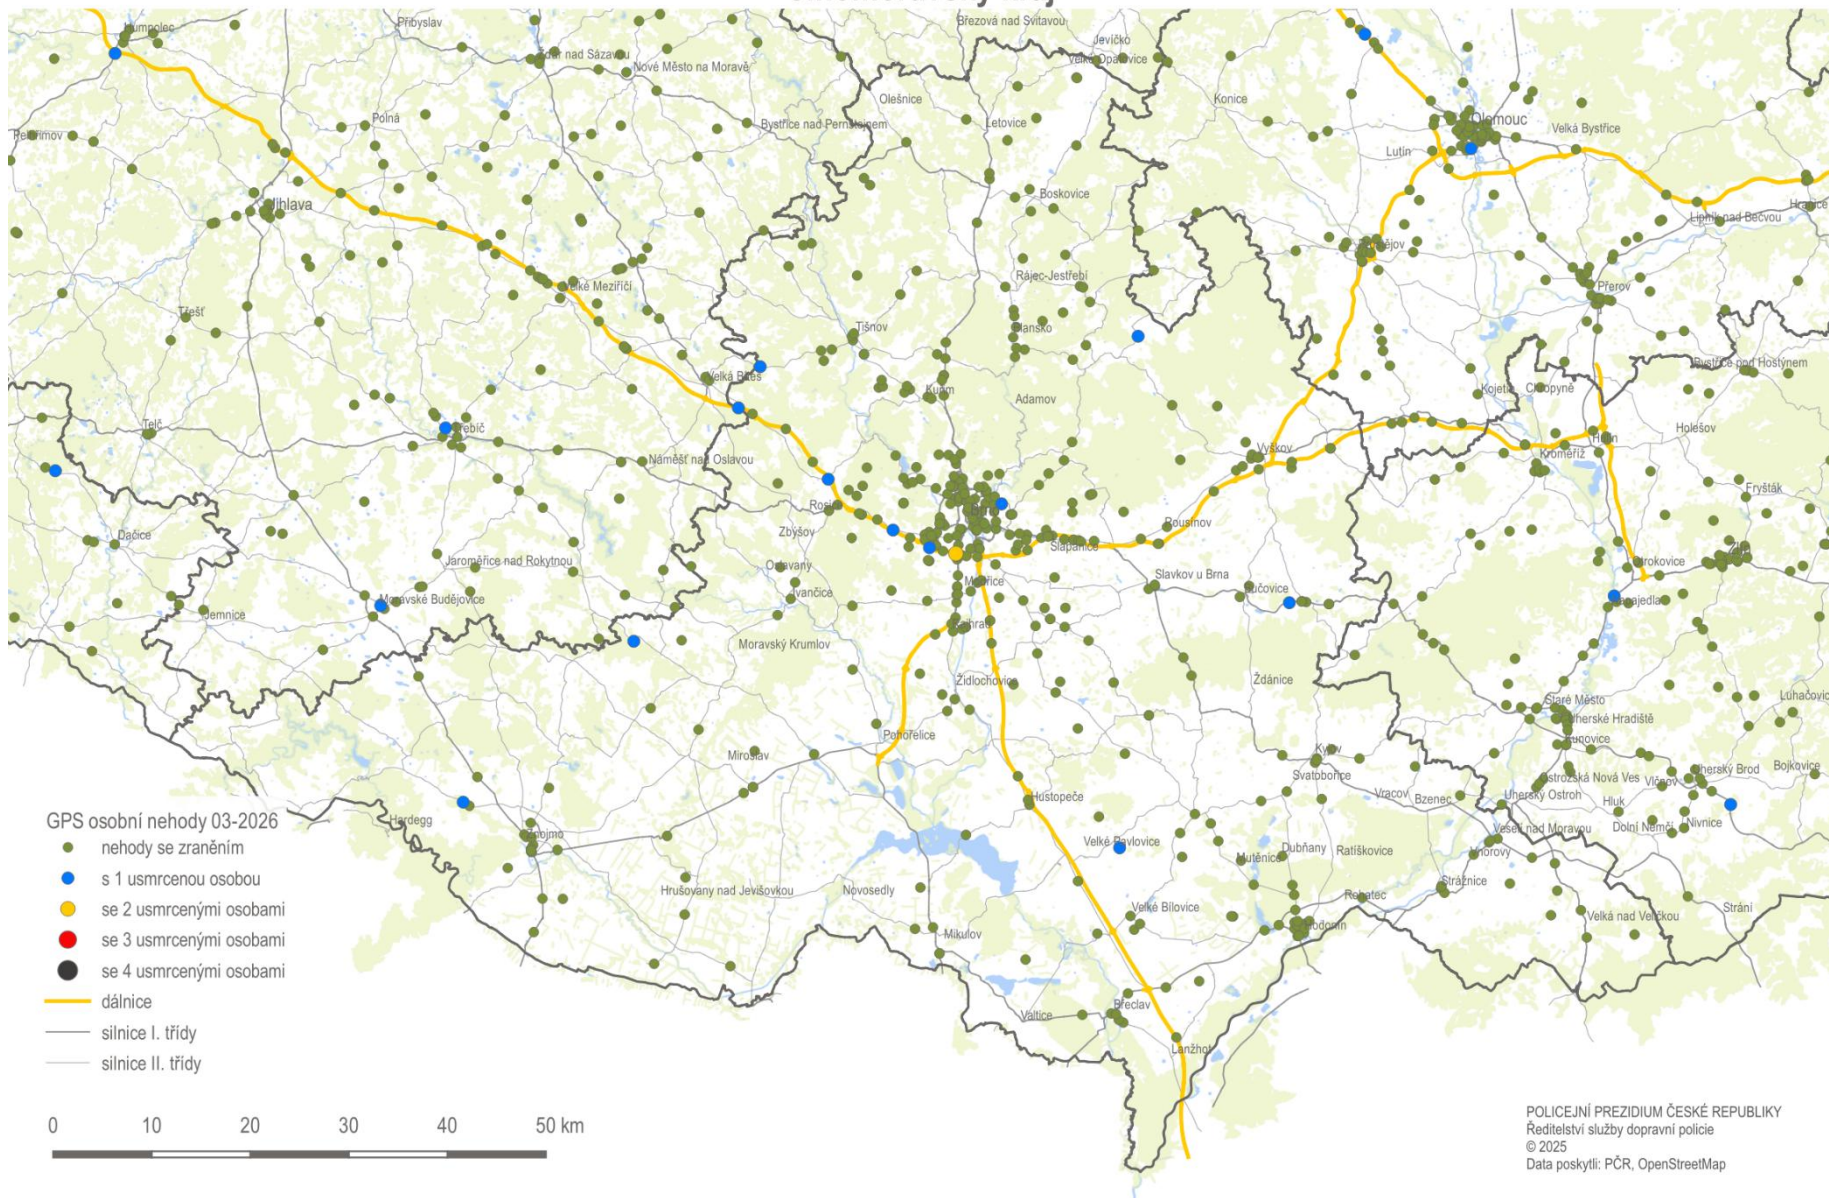 Humpolec
Přibyslav
Březová nad Svitavou
Jevíčko
Žďár nad Sázavou
Nové Město na Moravě
Velké Opatovice
Olešnice
Konice
Olomouc
Velká Bystřice
Pelhřimov
Polná
Bystřice nad Pernštejnem
Letovice
Lutín
Jihlava
Boskovice
Hranice
Lipník nad Bečvou
Prostějov
Rájec-Jestřebí
Velké Meziříčí
Přerov
Třešť
Tišnov
Blansko
Bystřice pod Hostýnem
Velká Bíteš
Kuřim
Adamov
Kojetín
Chropyně
Telč
Třebíč
Holešov
Hulín
Náměšť nad Oslavou
Vyškov
Kroměříž
Fryšták
Rosice
Brno
Rousínov
Dačice
Zbýšov
Šlapanice
Zlín
Otrokovice
Jaroměřice nad Rokytnou
Oslavany
Modřice
Slavkov u Brna
Bučovice
Ivančice
Napajedla
Moravské Budějovice
Jemnice
Rajhrad
Moravský Krumlov
Židlochovice
Ždánice
Luhačovic
Staré Město
Uherské Hradiště
Kunovice
Pohořelice
Miroslav
Kyjov
Svatobořice
Uherský Brod
Bojkovice
Ostrožská Nová Ves
Vlčnov
Vracov
Bzenec
Uherský Ostroh
Hluk
Hustopeče
Hardegg
Dolní Němčí
Nivnice
Znojmo
Veselí nad Moravou
Velké Pavlovice
Dubňany
Ratíškovice
Vnorovy
Mutěnice
Hrušovany nad Jevišovkou
Novosedly
Strážnice
Rohatec
Velké Bílovice
Strání
Velká nad Veličkou
Hodonín
Mikulov
Břeclav
Valtice
Lanžhot
GPS osobní nehody 03-2026
nehody se zraněním
s 1 usmrcenou osobou
se 2 usmrcenými osobami
se 3 usmrcenými osobami
se 4 usmrcenými osobami
dálnice
silnice I. třídy
silnice II. třídy
0 10 20 30 40 50 km
POLICEJNÍ PREZIDIUM ČESKÉ REPUBLIKY
Ředitelství služby dopravní policie
© 2025
Data poskytli: PČR, OpenStreetMap